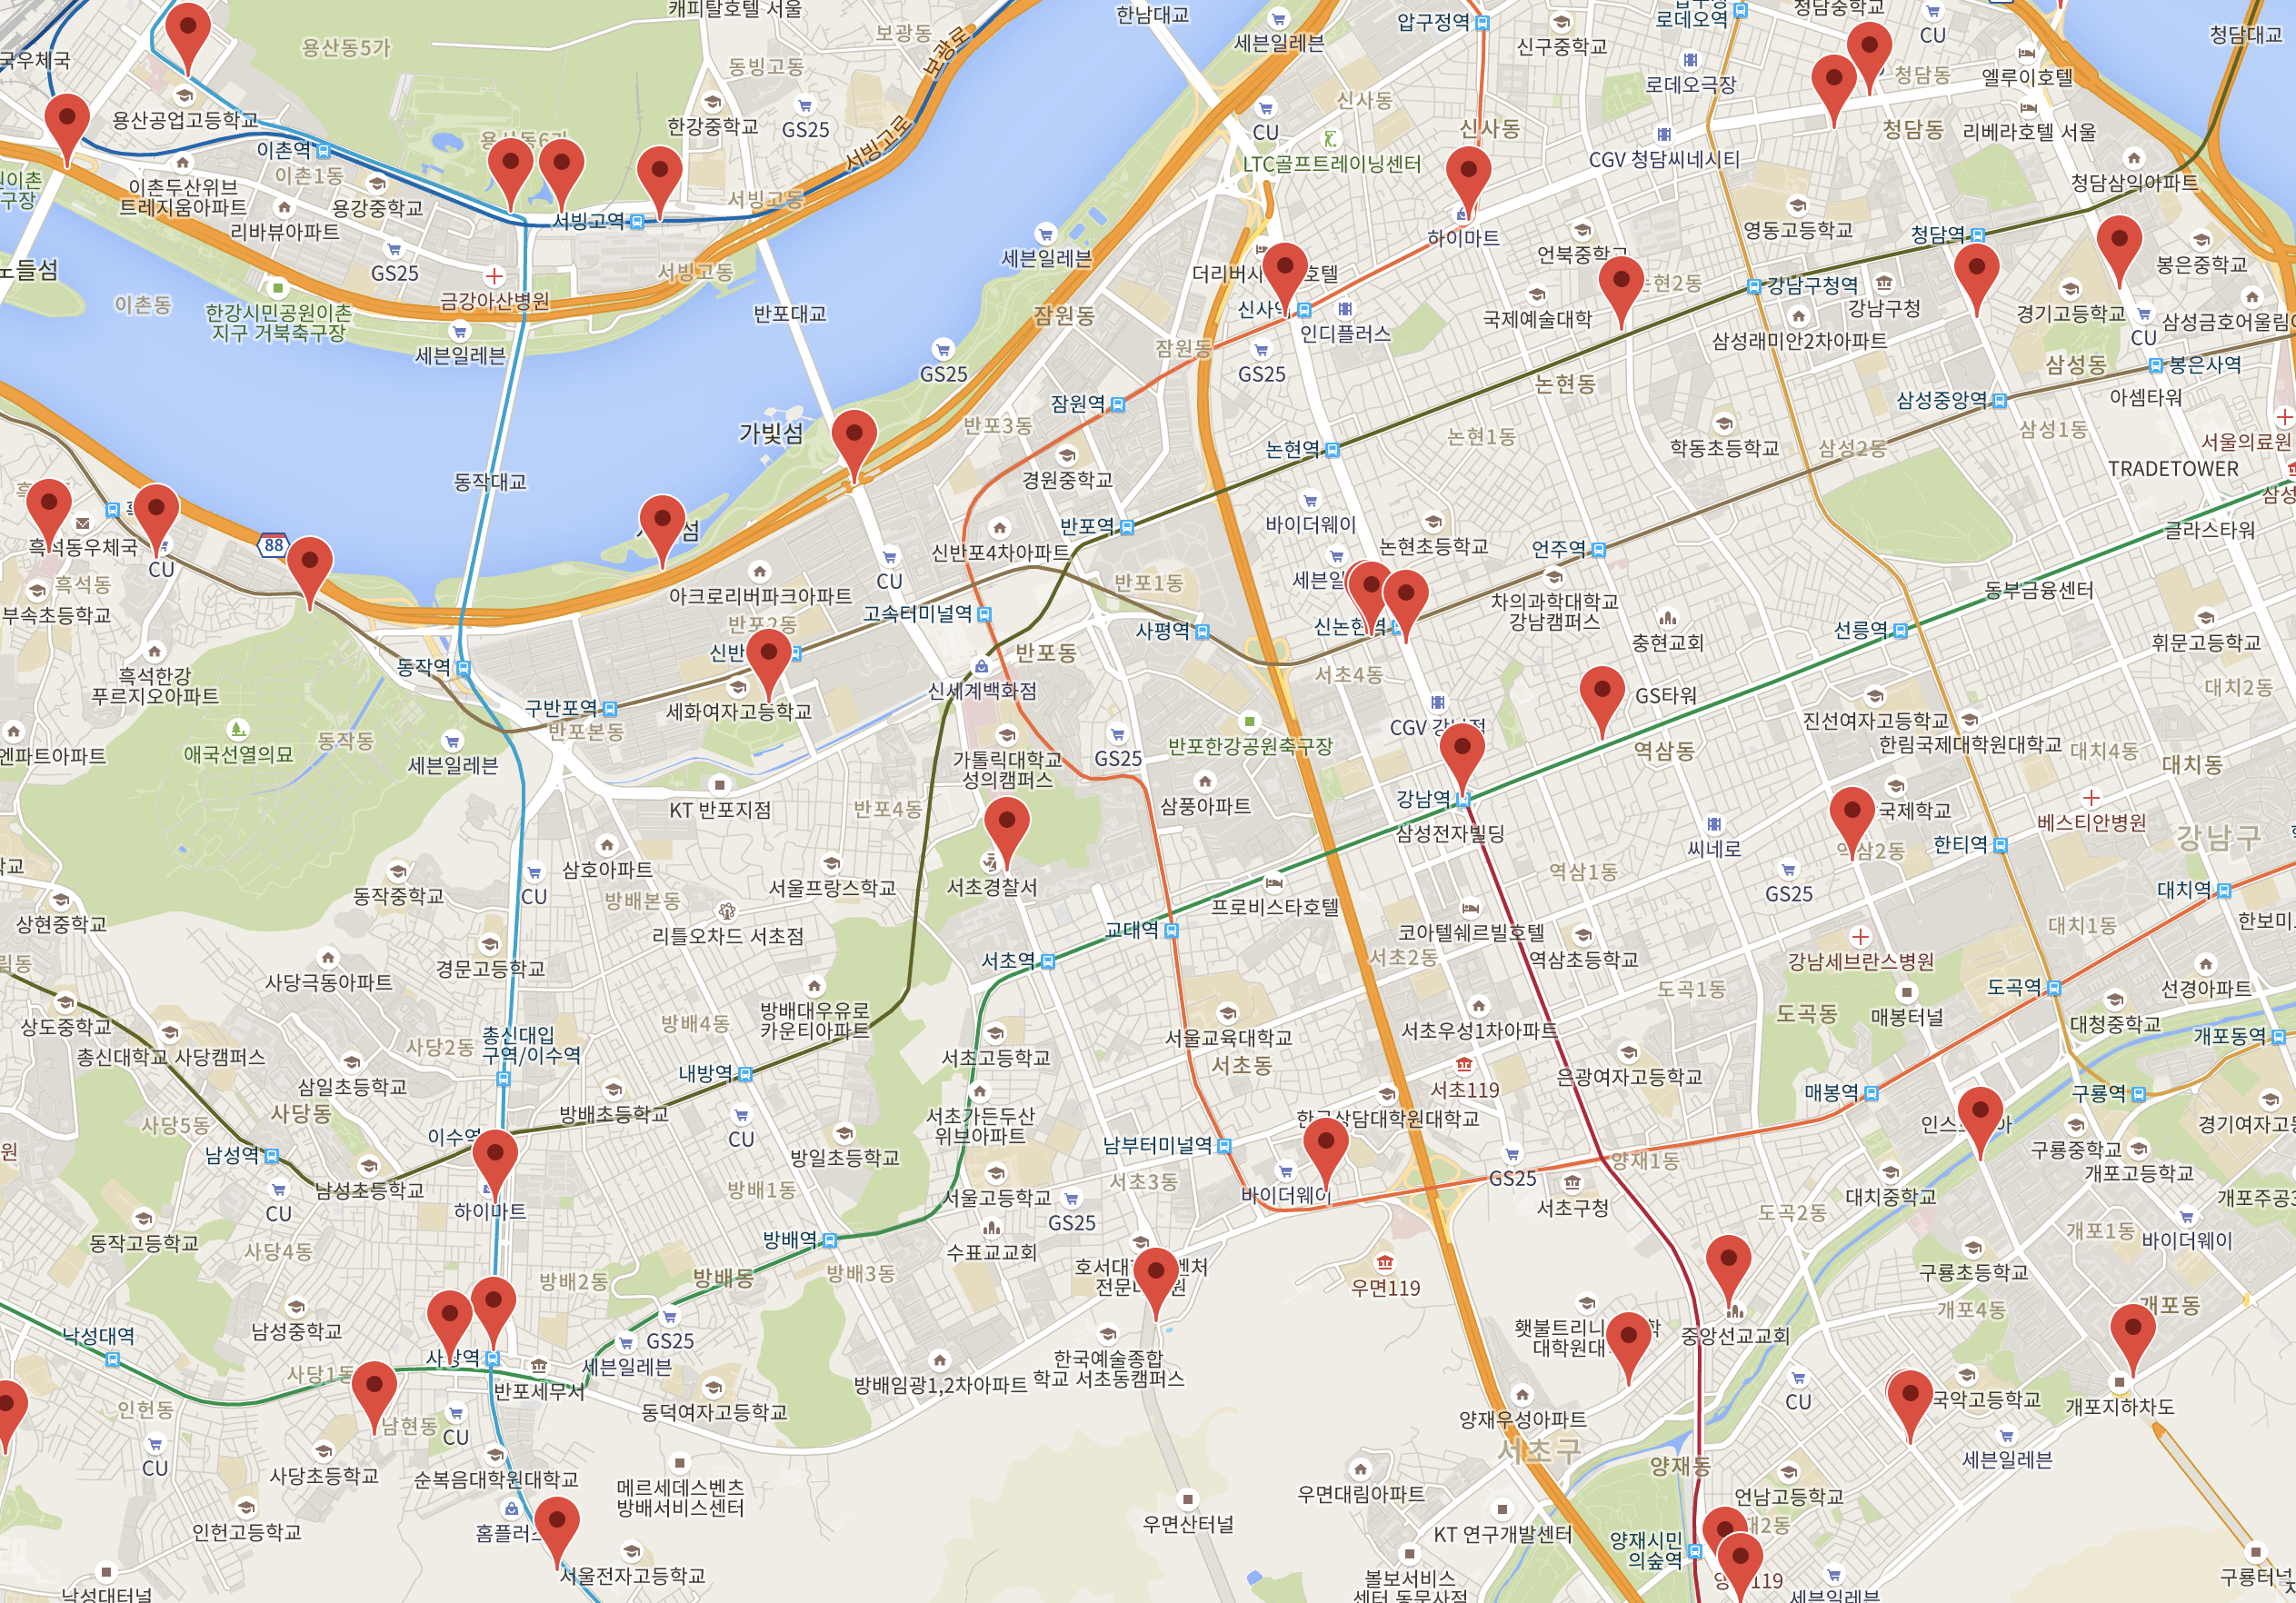 캐피탈호텔 서울
한남대교
압구정역
로데오역
청담중학교
세븐일레븐
신구중학교
CU
청담대교
국우체국
용산동5가
보광동
보광로
동빙고동
로데오극장
청담동
엘루이호텔
용산공업고등학교
한강중학교
GS25
서빙고로
CU
신사동
신사동
LTC골프트레이닝센터
CGV 청담씨네시티
청담동
리베라호텔 서울
용산동6가
이촌역
이촌1동
이촌두산위브
트레지움아파트
용강중학교
리바뷰아파트
서빙고역
서빙고동
하이마트
언북중학교
영동고등학교
청담역
청담삼익아파트
봉은중학교
노들섬
이촌동
GS25
금강아산병원
서빙고동
세븐일레븐
강남구청역
강남구청
경기고등학교
CU
한강시민공원이촌
지구 거북축구장
세븐일레븐
반포대교
잠원동
신사역
인디플러스
국제예술대학
삼성래미안2차아파트
삼성동
봉은사역
잠원동
GS25
GS25
논현동
삼성중앙역
아셈타워
잠원역
반포3동
가빛섬
논현역
논현1동
학동초등학교
삼성2동
삼성1동
서울의료원
TRADETOWER
동작대교
경원중학교
바이더웨이
반포역
신반포4차아파트
논현초등학교
언주역
클라스타워
88
흑석동우체국
CU
흑석동
부속초등학교
CU
아크로리버파크아파트
반포2동
고속터미널역
반포1동
차의과학대학교
강남캠퍼스
동부금융센터
사평역
신논현역
충현교회
선릉역
휘문고등학교
흑석한강
푸르지오아파트
동작역
반포동
서초4동
신세계백화점
세화여자고등학교
구반포역
반포본동
GS타워
대치2동
진선여자고등학교
한림국제대학원대학교
대치4동
대치동
애국선열의묘
동작동
세븐일레븐
반포한강공원축구장
역삼동
가톨릭대학교
성의캠퍼스
GS25
KT 반포지점
반포4동
삼풍아파트
강남역
삼성전자빌딩
국제학교
베스티안병원
강남구
씨네로
한티역
삼호아파트
서울프랑스학교
서초경찰서
역삼1동
GS25
대치역
동작중학교
CU
방배본동
프로비스타호텔
상현중학교
리틀오차드 서초점
교대역
코아텔쉐르빌호텔
대치1동
서초역
서초2동
역삼초등학교
강남세브란스병원
경문고등학교
사당극동아파트
도곡1동
도곡역
선경아파트
상도중학교
방배대우유로
카운티아파트
방배4동
도곡동
매봉터널
대청중학교
총신대입
구역/이수역
총신대학교 사당캠퍼스
사당2동
서초고등학교
서울교육대학교
서초동
서초우성1차아파트
개포동역
삼일초등학교
내방역
서초119
은광여자고등학교
매봉역
구룡역
사당동
사당5동
방배초등학교
CU
서초가든두산
위브아파트
이수역
남성역
방일초등학교
남부터미널역
구룡중학교
개포고등학교
남성초등학교
CU
하이마트
방배1동
서울고등학교
서초3동
GS25
바이더웨이
GS25
양재1동
서초구청
대치중학교
동작고등학교
사당4동
방배역
수표교교회
도곡2동
개포1동
바이더웨이
방배2동
방배동
방배3동
우면119
구룡초등학교
개포4동
개포동
남성중학교
낙성대역
GS25
세븐일레븐
중앙선교교회
사당역
사당1동
반포세무서
방배임광1,2차아파트
한국예술종합
학교 서초동캠퍼스
CU
국악고등학교
개포지하차도
인헌동
남현동
CU
동덕여자고등학교
양재우성아파트
서초구
양재동
세븐일레븐
CU
사당초등학교
순복음대학원대학교
메르세데스벤츠
방배서비스센터
우면대림아파트
언남고등학교
인헌고등학교
우면산터널
KT 연구개발센터
양재시민
의숲역
낙성대터널
서울전자고등학교
볼보서비스
구룡터널
세븐일레븐